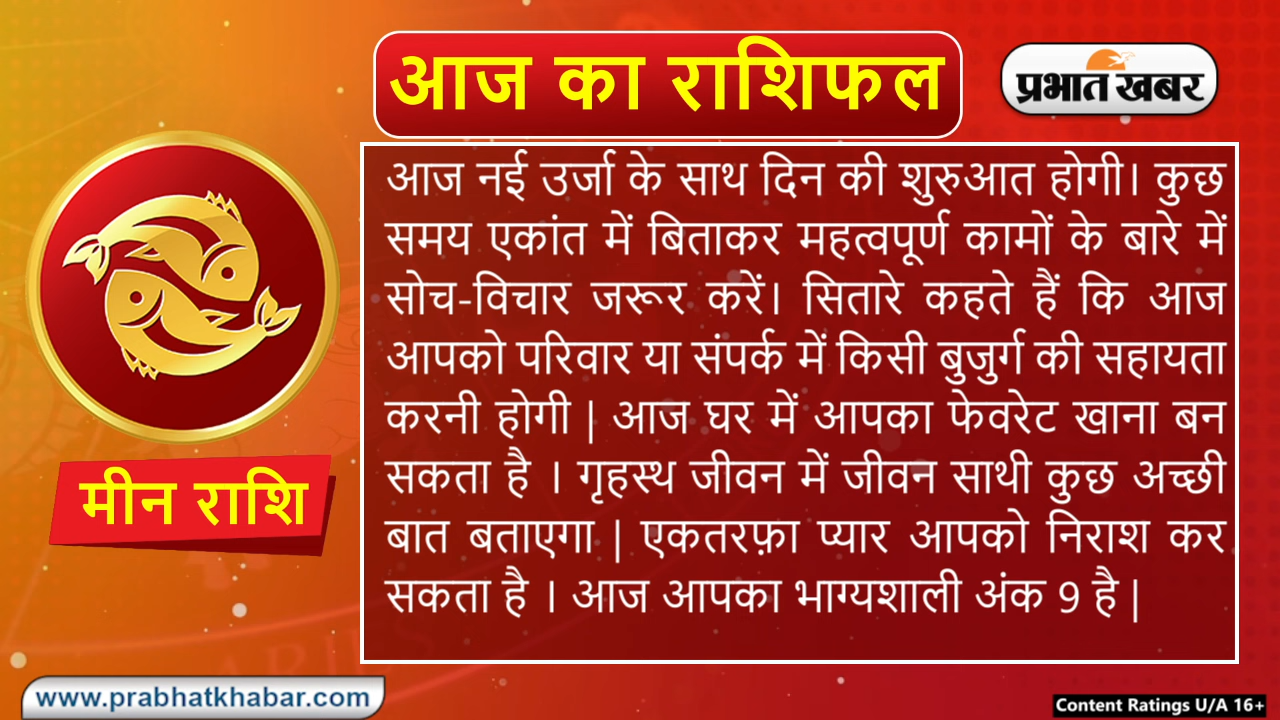 आज का राशिफल
प्रभात खबर
आज नई उर्जा के साथ दिन की शुरुआत होगी। कुछ
समय एकांत में बिताकर महत्वपूर्ण कामों के बारे में
सोच-विचार जरूर करें। सितारे कहते हैं कि आज
आपको परिवार या संपर्क में किसी बुजुर्ग की सहायता
करनी होगी | आज घर में आपका फेवरेट खाना बन
सकता है । गृहस्थ जीवन में जीवन साथी कुछ अच्छी
बात बताएगा | एकतरफ़ा प्यार आपको निराश कर
सकता है । आज आपका भाग्यशाली अंक 9 है |
मीन राशि
www.prabhatkhabar.com
Content Ratings U/A 16+